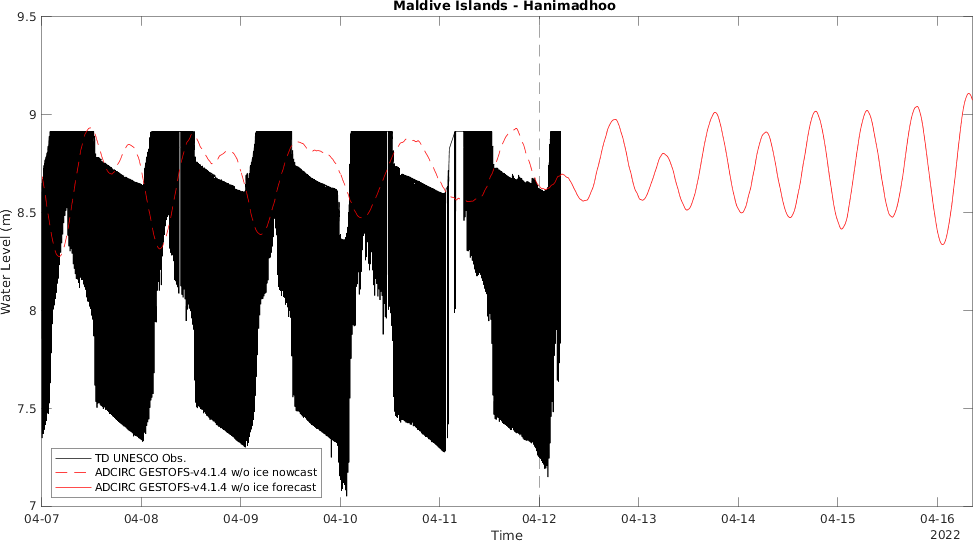 Maldive Islands - Hanimadhoo
9.5
9
8.5
8
7.5
7
Water Level (m)
TD UNESCO Obs.
ADCIRC GESTOFS-v4.1.4 w/o ice nowcast
ADCIRC GESTOFS-v4.1.4 w/o ice forecast
04-07 04-08 04-09 04-10 04-11 04-12 04-13 04-14 04-15 04-16
Time 2022